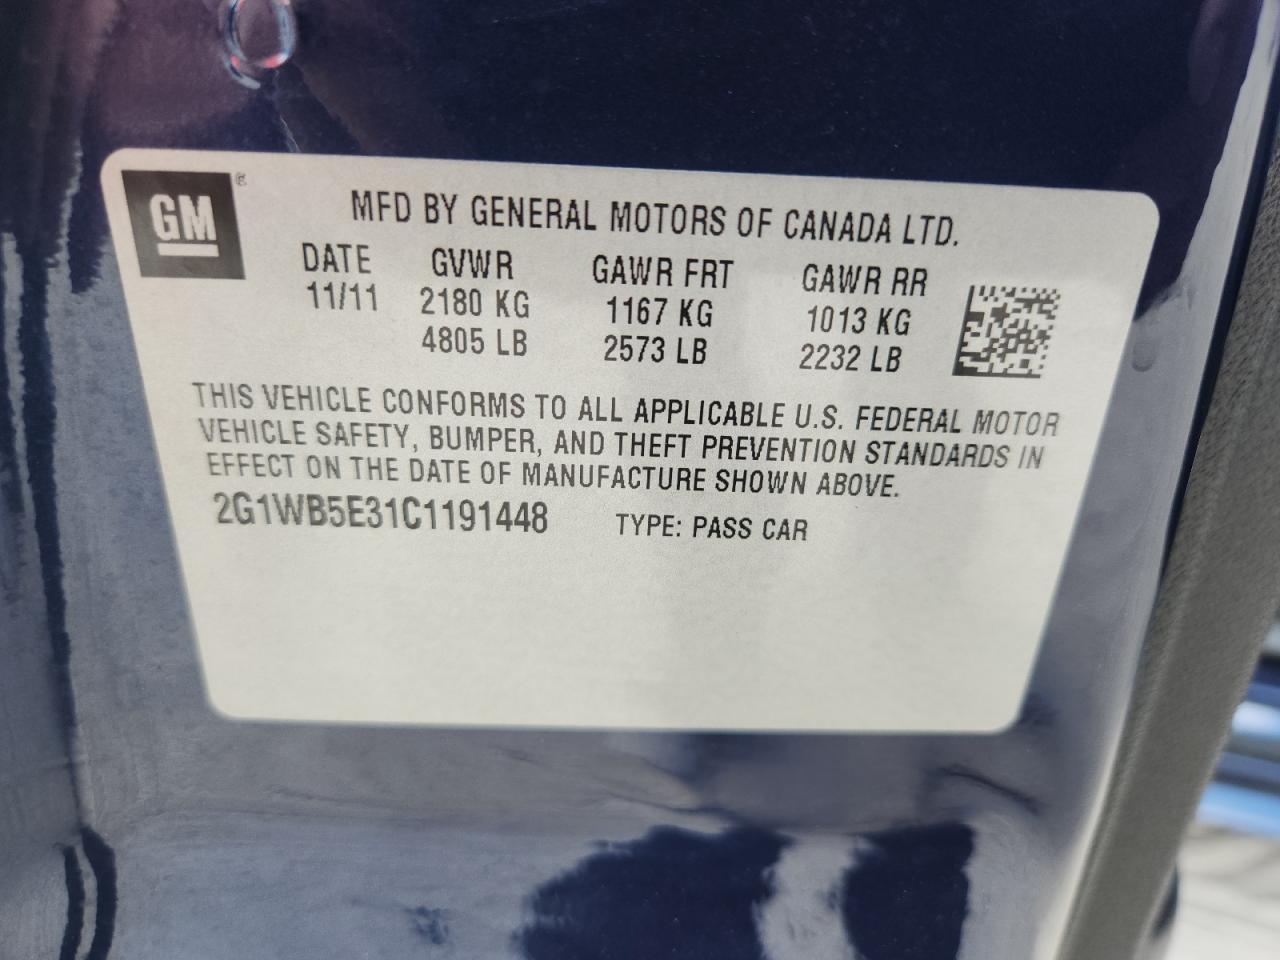 GM®
MFD BY GENERAL MOTORS OF CANADA LTD.
DATE GVWR GAWR FRT GAWR RR
11/11 2180 KG 1167 KG 1013 KG
4805 LB 2573 LB 2232 LB
THIS VEHICLE CONFORMS TO ALL APPLICABLE U.S. FEDERAL MOTOR
VEHICLE SAFETY, BUMPER, AND THEFT PREVENTION STANDARDS IN
EFFECT ON THE DATE OF MANUFACTURE SHOWN ABOVE.
2G1WB5E31C1191448 TYPE: PASS CAR